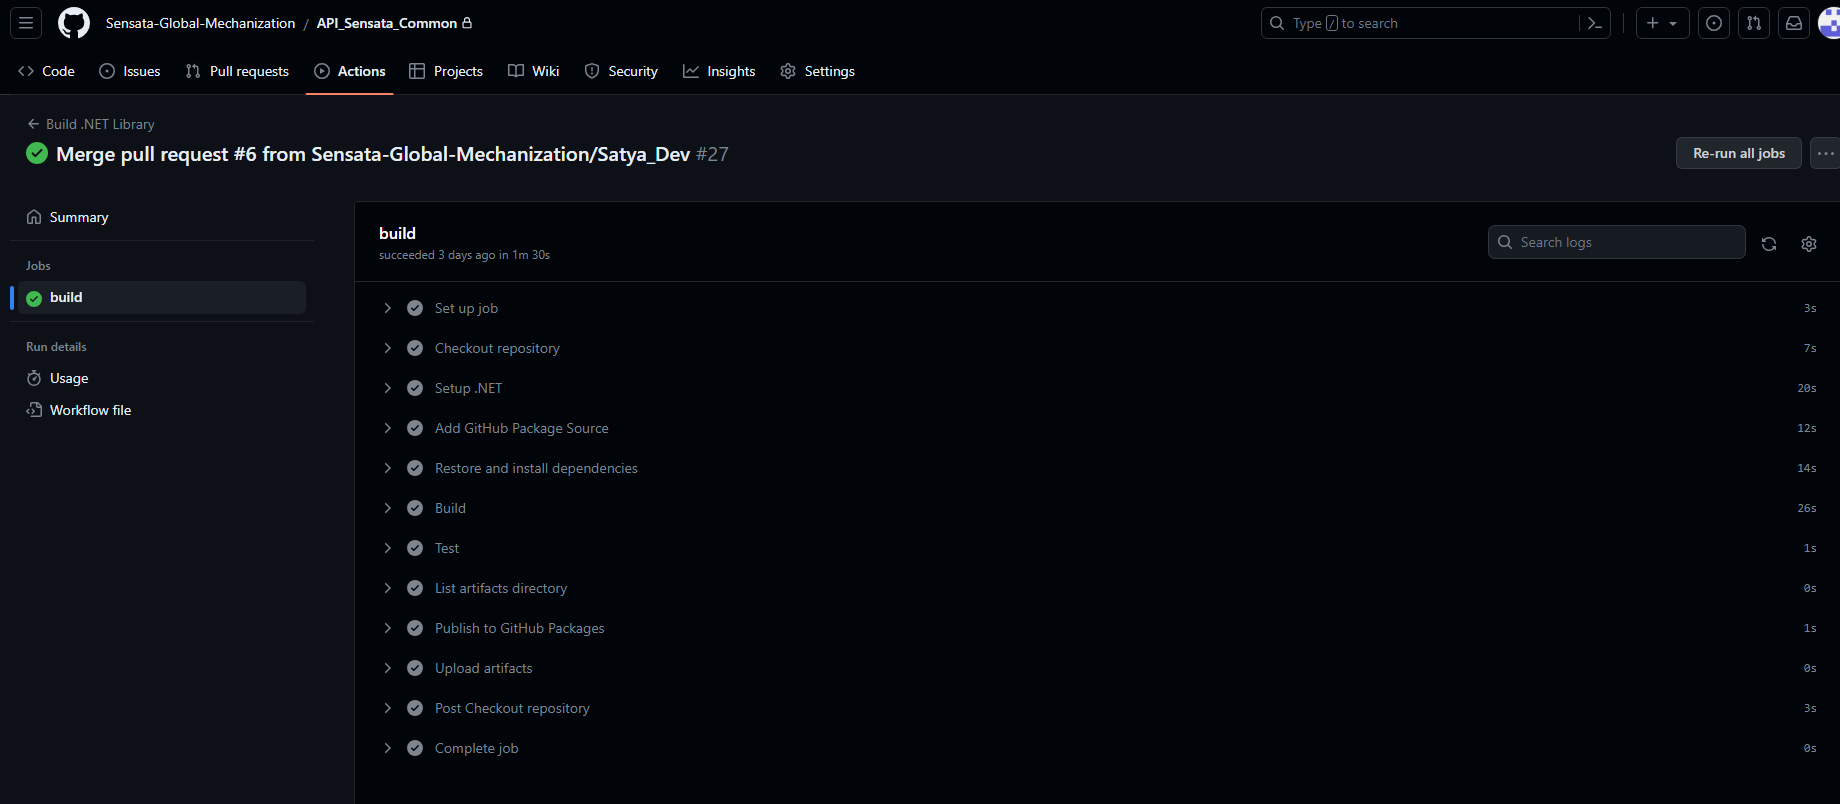 Sensata-Global-Mechanization / API_Sensata_Common
Type / to search
Code Issues Pull requests Actions Projects Wiki Security Insights Settings
Build .NET Library
Merge pull request #6 from Sensata-Global-Mechanization/Satya_Dev #27
Re-run all jobs
Summary
Jobs
build
Run details
Usage
Workflow file
build
succeeded 3 days ago in 1m 30s
Search logs
Set up job 3s
Checkout repository 7s
Setup .NET 20s
Add GitHub Package Source 12s
Restore and install dependencies 14s
Build 26s
Test 1s
List artifacts directory 0s
Publish to GitHub Packages 1s
Upload artifacts 0s
Post Checkout repository 3s
Complete job 0s